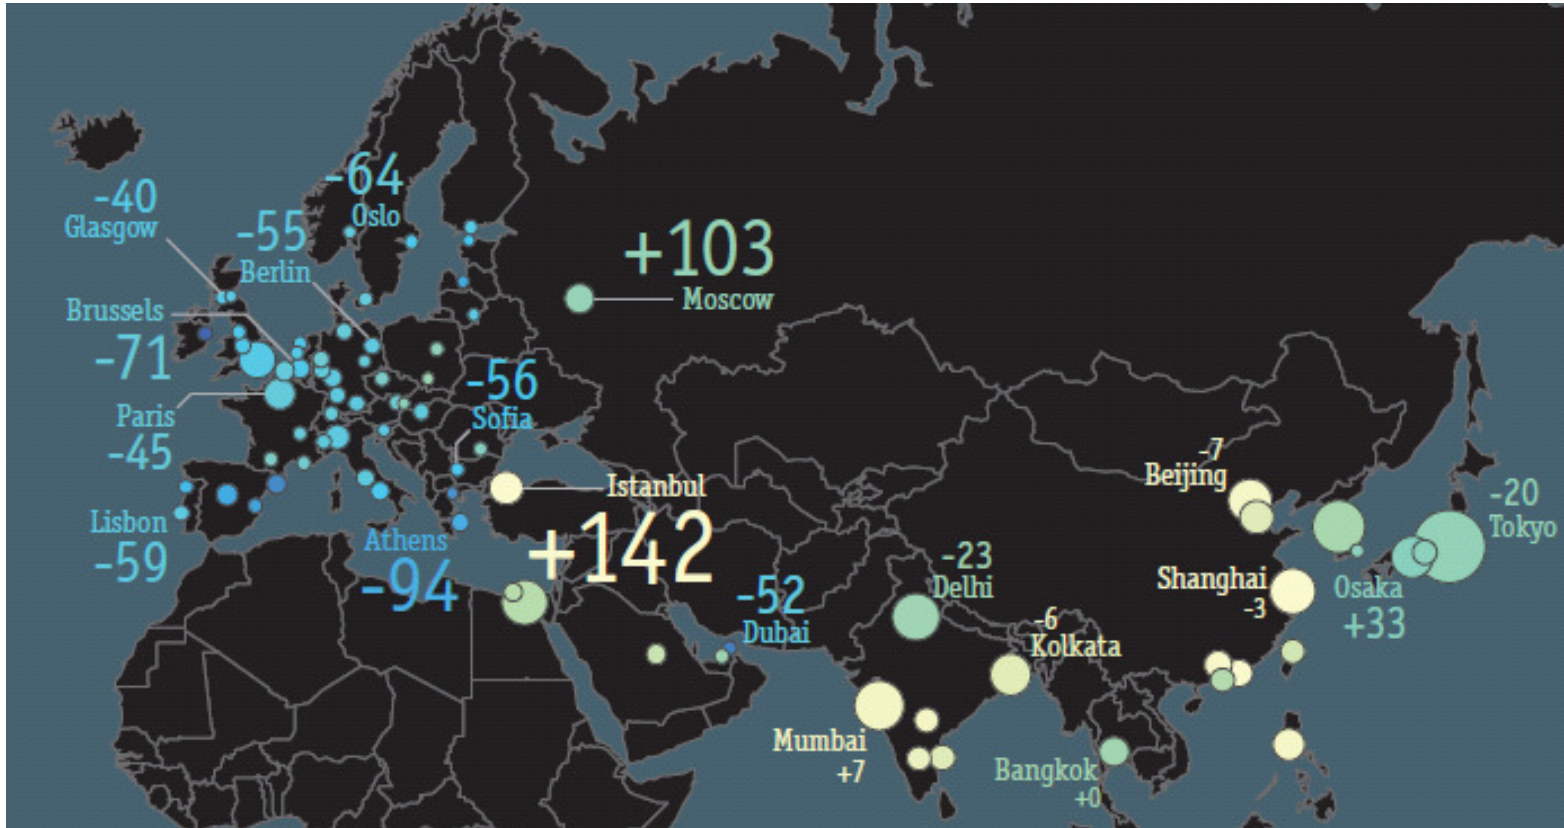 -64
Oslo
-40
Glasgow
-55
Berlin
+103
Moscow
Brussels
-71
-56
Sofia
Paris
-45
Istanbul
+142
-7
Beijing
-20
Tokyo
Lisbon
-59
Athens
-94
-52
Dubai
-23
Delhi
Shanghai
-3
Osaka
+33
-6
Kolkata
Mumbai
+7
Bangkok
+0